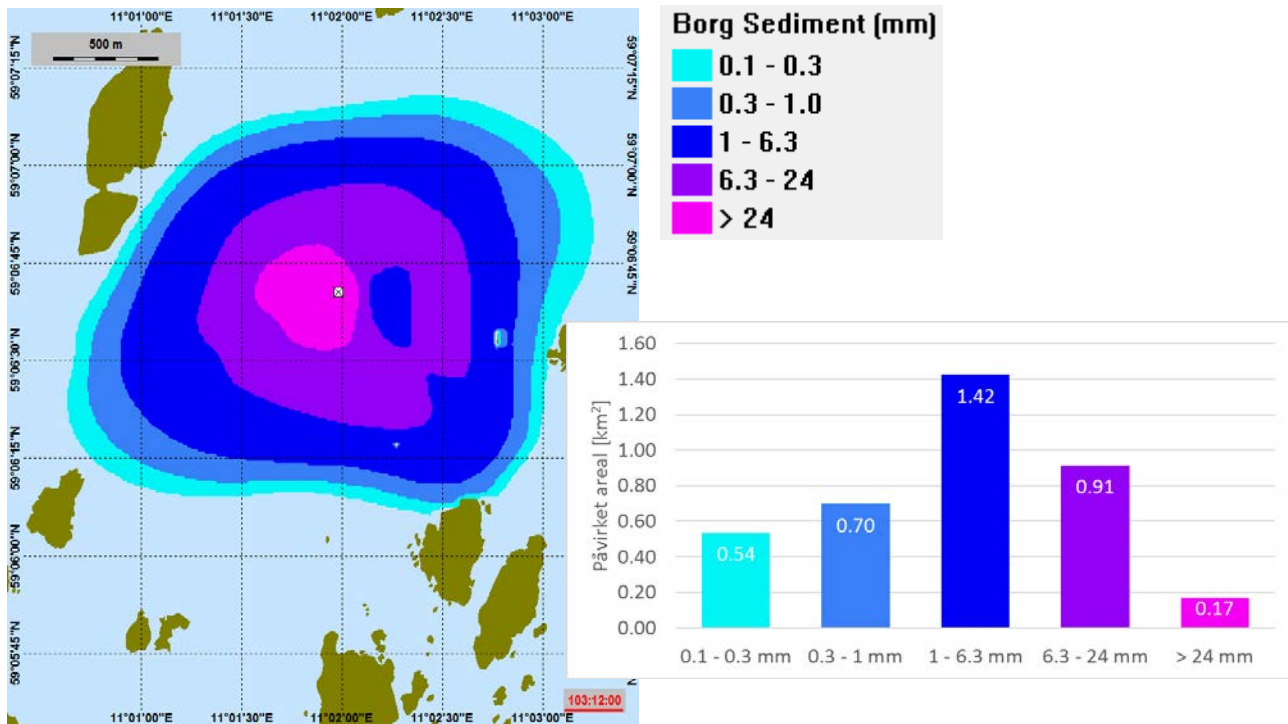 11°01'00"E 11°01'30"E 11°02'00"E 11°02'30"E 11°03'00"E
500 m
59°07'15"N 59°07'15"N
59°07'00"N 59°07'00"N
59°06'45"N 59°06'45"N
59°06'30"N
59°06'15"N
59°06'00"N
59°05'45"N
N
103:12:00
11°01'00"E 11°01'30"E 11°02'00"E 11°02'30"E 11°03'00"E
Borg Sediment (mm)
0.1 - 0.3
0.3 - 1.0
1 - 6.3
6.3 - 24
> 24
Påvirket areal [km²]
1.60
1.40
1.20
1.00
0.80
0.60
0.40
0.20
0.00
0.54
0.70
1.42
0.91
0.17
0.1 - 0.3 mm 0.3 - 1 mm 1 - 6.3 mm 6.3 - 24 mm > 24 mm